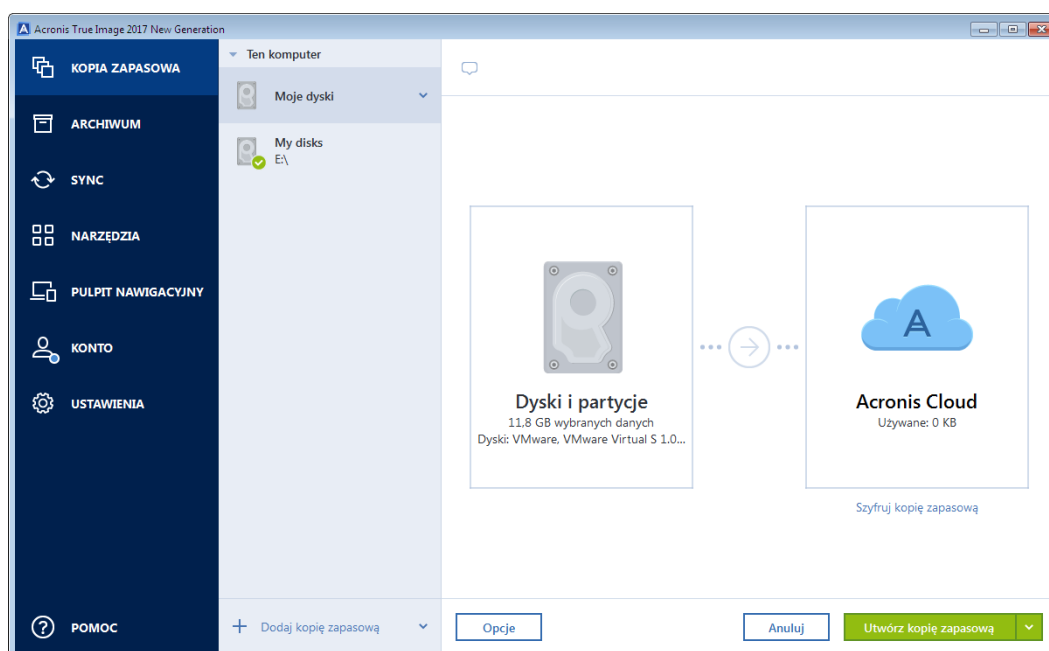 Acronis True Image 2017 New Generation
KOPIA ZAPASOWA
ARCHIWUM
SYNC
NARZĘDZIA
PULPIT NAWIGACYJNY
KONTO
USTAWIENIA
POMOC
Ten komputer
Moje dyski
My disks
E:\
Dodaj kopię zapasową
Dyski i partycje
11,8 GB wybranych danych
Dyski: VMware, VMware Virtual S 1.0...
Acronis Cloud
Używane: 0 KB
Szyfruj kopię zapasową
Opcje
Anuluj
Utwórz kopię zapasową